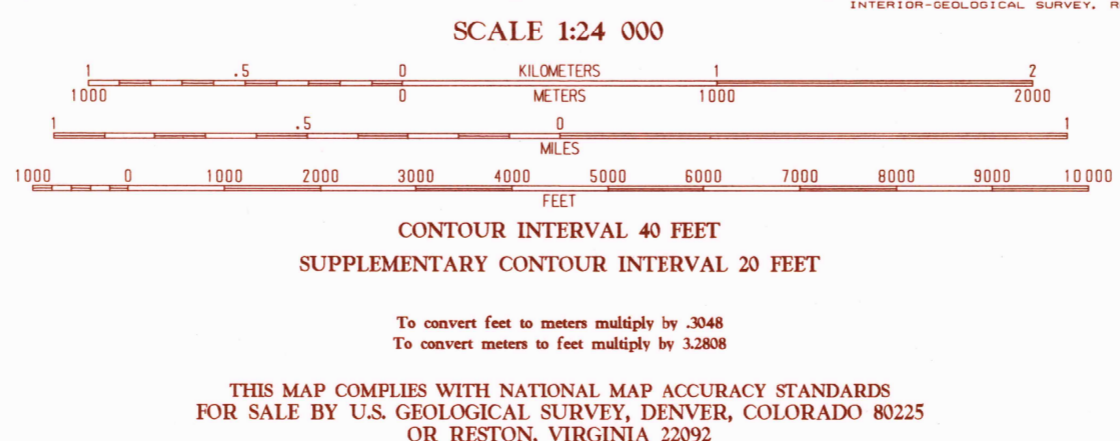 INTERIOR-GEOLOGICAL SURVEY, R
SCALE 1:24 000
1 .5 0 KILOMETERS 1 2
1000 0 METERS 1000 2000
1 .5 0 1
MILES
1000 0 1000 2000 3000 4000 5000 6000 7000 8000 9000 10 000
FEET
CONTOUR INTERVAL 40 FEET
SUPPLEMENTARY CONTOUR INTERVAL 20 FEET
To convert feet to meters multiply by .3048
To convert meters to feet multiply by 3.2808
THIS MAP COMPLIES WITH NATIONAL MAP ACCURACY STANDARDS
FOR SALE BY U.S. GEOLOGICAL SURVEY, DENVER, COLORADO 80225
OR RESTON, VIRGINIA 22092